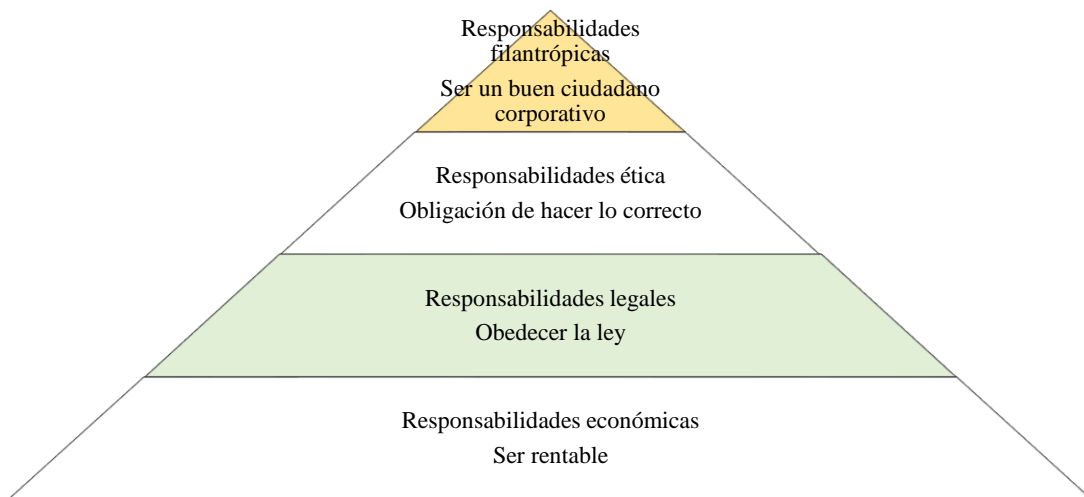 Responsabilidades
filantrópicas
Ser un buen ciudadano
corporativo
Responsabilidades ética
Obligación de hacer lo correcto
Responsabilidades legales
Obedecer la ley
Responsabilidades económicas
Ser rentable